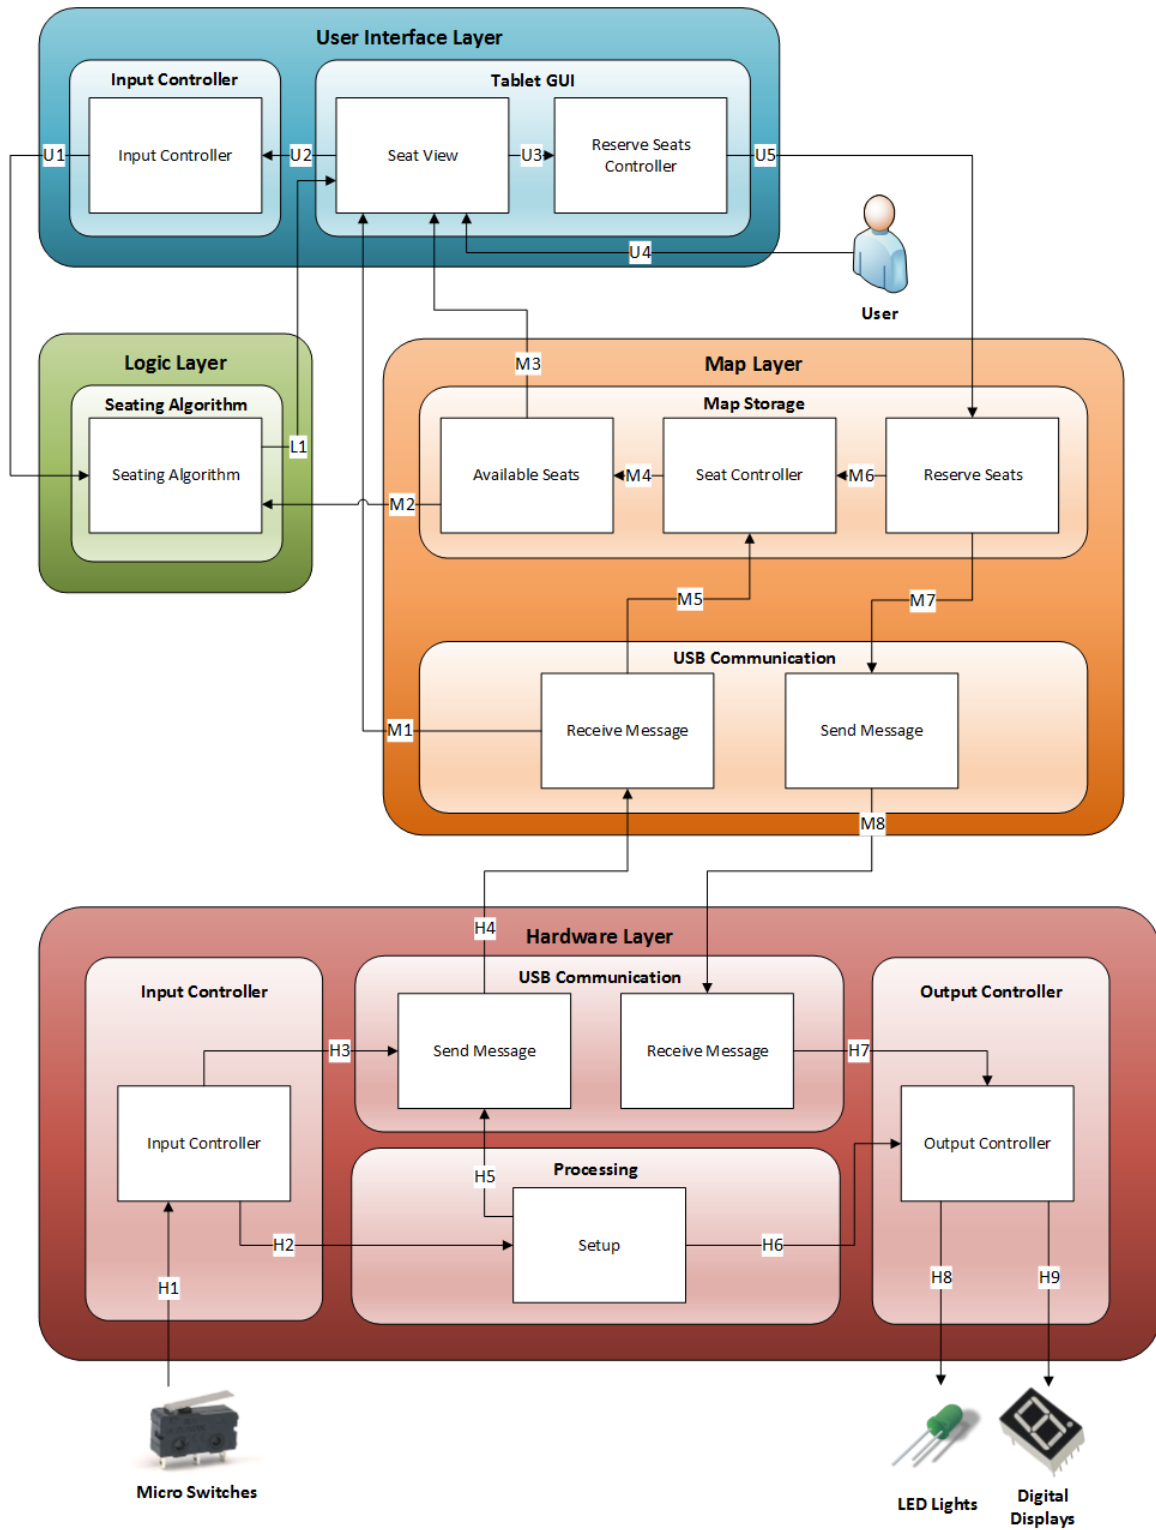 User Interface Layer
Input Controller
Tablet GUI
Input Controller
Seat View
Reserve Seats
Controller
U1
U2
U3
U5
U4
User
Logic Layer
Seating Algorithm
Seating Algorithm
L1
Map Layer
M3
Map Storage
Available Seats
M4
Seat Controller
M6
Reserve Seats
M2
M5
M7
USB Communication
Receive Message
Send Message
M1
M8
Hardware Layer
H4
Input Controller
USB Communication
Output Controller
H3
Send Message
Receive Message
H7
Input Controller
Output Controller
Processing
H5
Setup
H2
H6
H1
H8
H9
Micro Switches
LED Lights
Digital
Displays